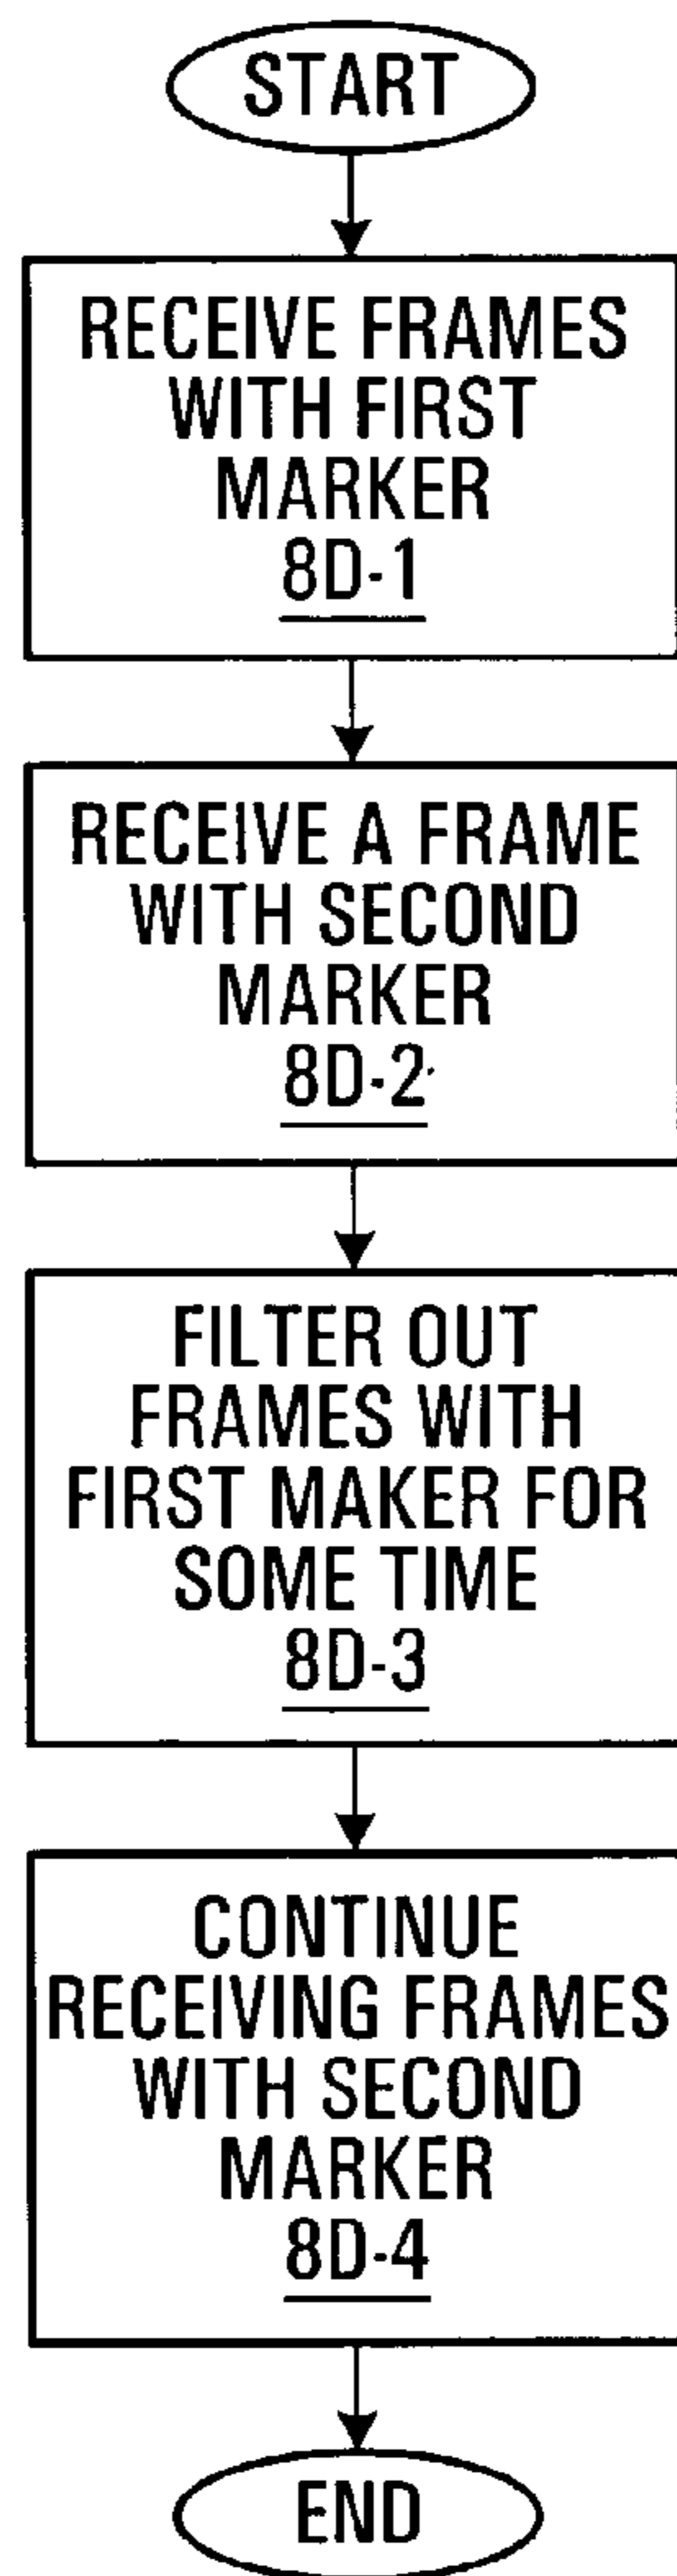 START
RECEIVE FRAMES
WITH FIRST
MARKER
8D-1
RECEIVE A FRAME
WITH SECOND
MARKER
8D-2
FILTER OUT
FRAMES WITH
FIRST MAKER FOR
SOME TIME
8D-3
CONTINUE
RECEIVING FRAMES
WITH SECOND
MARKER
8D-4
END